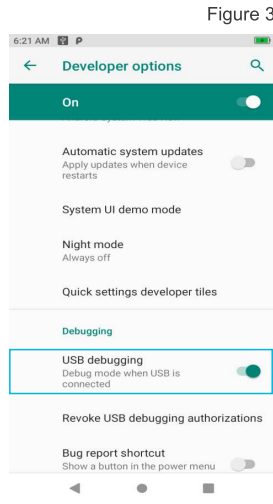 Figure 3
6:21 AM
Developer options
On
Automatic system updates
Apply updates when device
restarts
System UI demo mode
Night mode
Always off
Quick settings developer tiles
Debugging
USB debugging
Debug mode when USB is
connected
Revoke USB debugging authorizations
Bug report shortcut
Show a button in the power menu